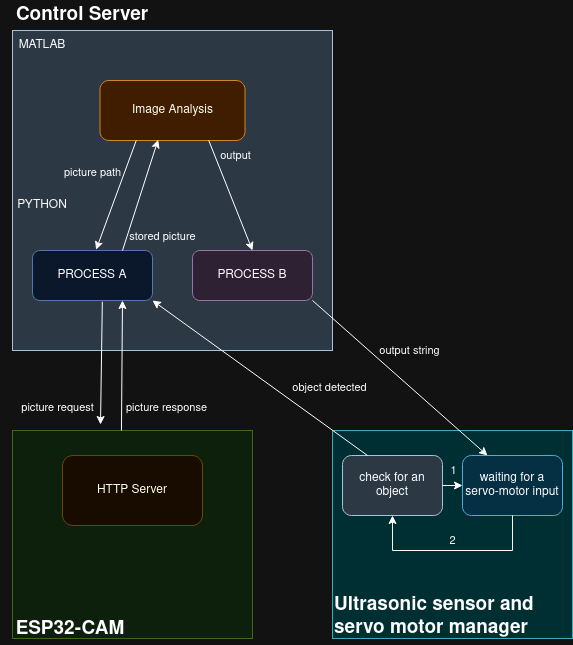 Control Server
MATLAB
Image Analysis
picture path
output
PYTHON
stored picture
PROCESS A
PROCESS B
output string
object detected
picture request
picture response
HTTP Server
check for an
object
1
waiting for a
servo-motor input
2
ESP32-CAM
Ultrasonic sensor and
servo motor manager